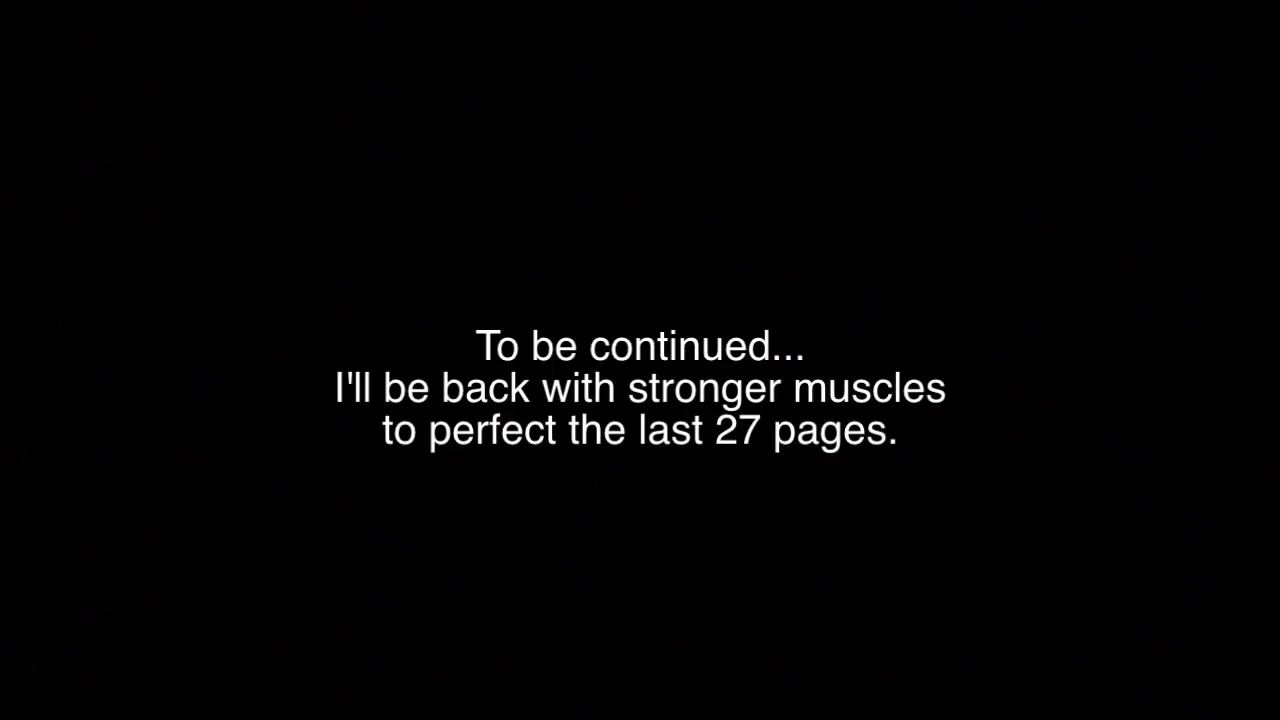 To be continued...
I'll be back with stronger muscles
to perfect the last 27 pages.